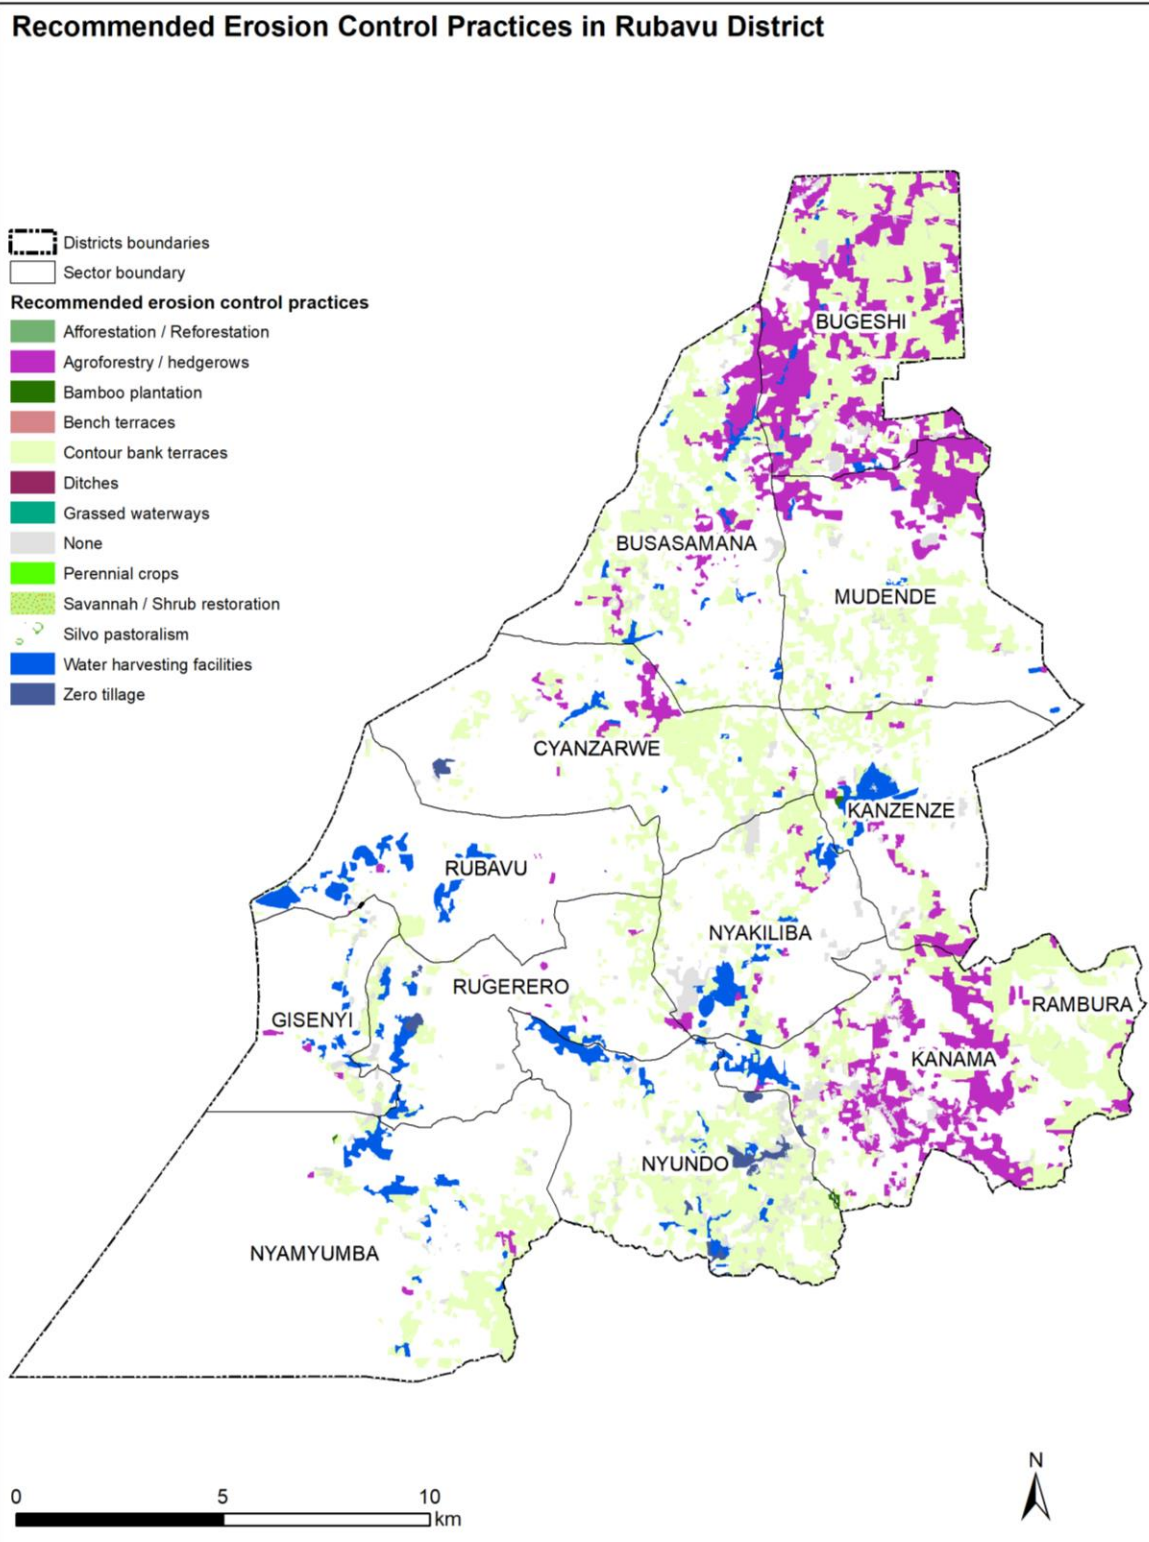 Recommended Erosion Control Practices in Rubavu District
Districts boundaries
Sector boundary
Recommended erosion control practices
Afforestation / Reforestation
Agroforestry / hedgerows
Bamboo plantation
Bench terraces
Contour bank terraces
Ditches
Grassed waterways
None
Perennial crops
Savannah / Shrub restoration
Silvo pastoralism
Water harvesting facilities
Zero tillage
BUGESHI
BUSASAMANA
MUDENDE
CYANZARWE
KANZENZE
RUBAVU
NYAKILIBA
RUGERERO
RAMBURA
GISENYI
KANAMA
NYUNDO
NYAMYUMBA
N
0 5 10
km